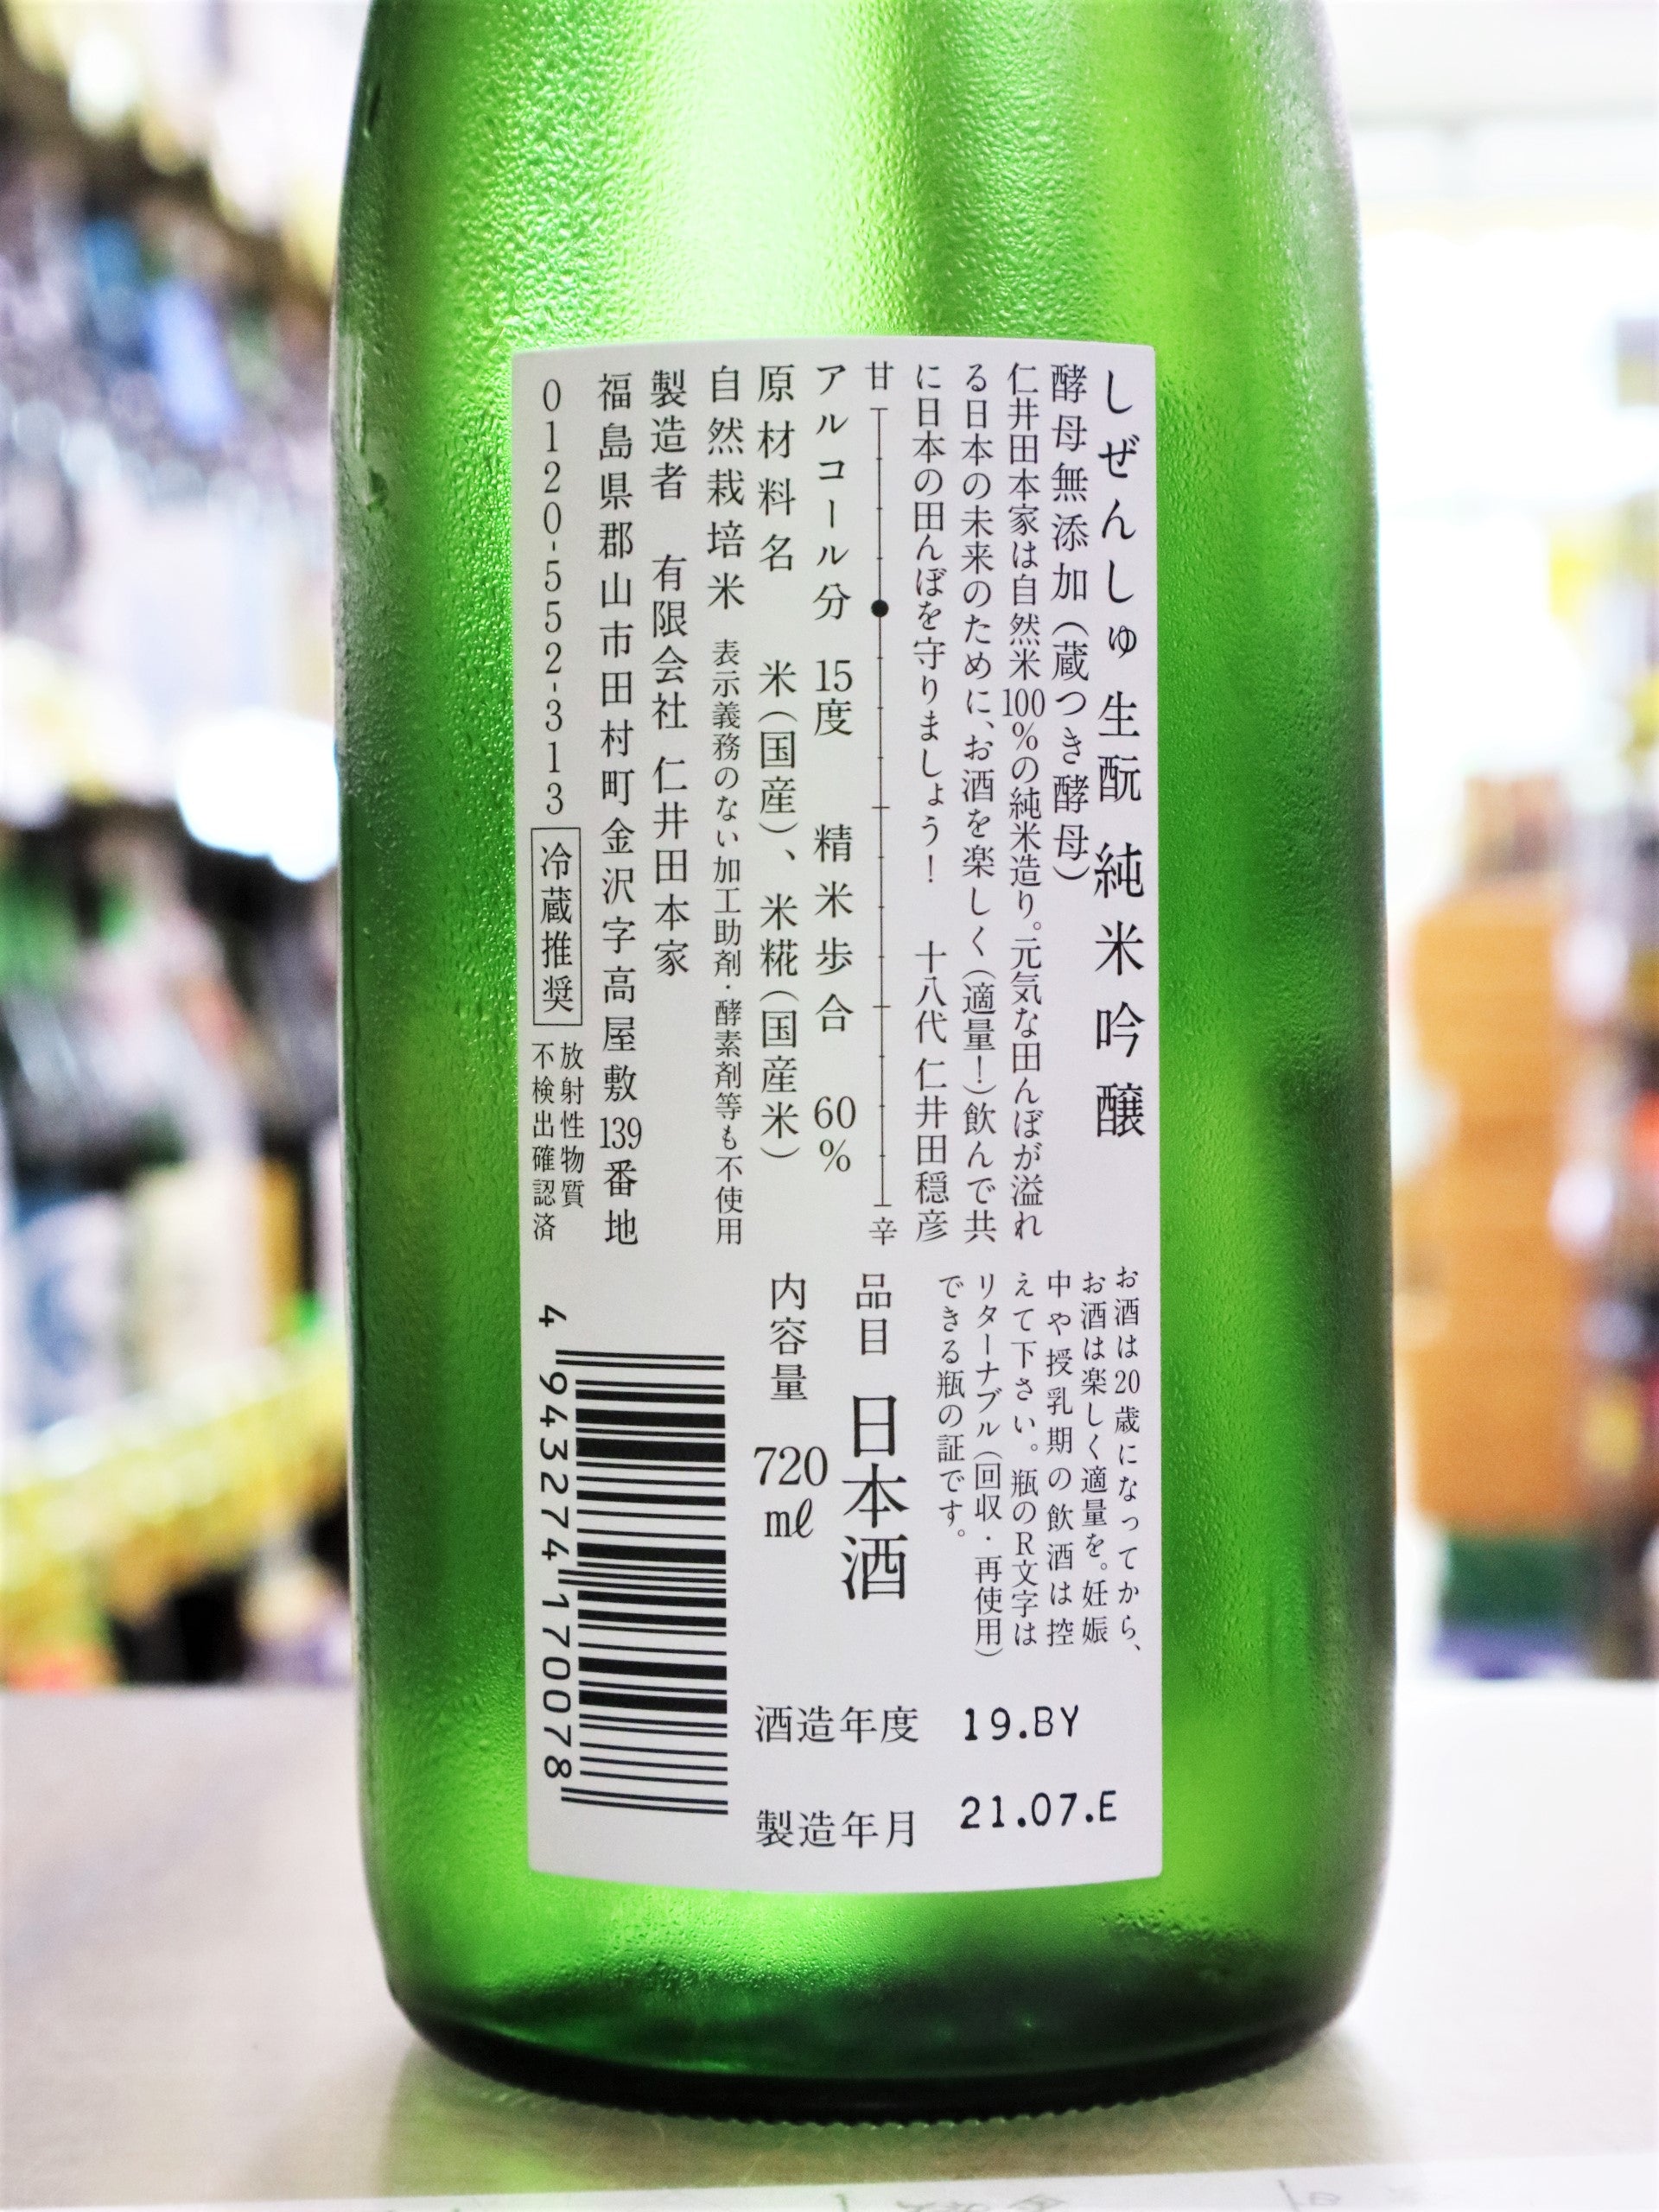 しぜんしゅ 生酛 純米吟醸
酵母無添加(蔵つき酵母)
仁井田本家は自然米100%の純米造り。元気な田んぼが溢れ
る日本の未来のために、お酒を楽しく(適量!)飲んで共
に日本の田んぼを守りましょう! 十八代 仁井田穏彦
甘 辛
アルコール分 15度 精米歩合 60%
原材料名 米(国産)、米糀(国産米)
自然栽培米 表示義務のない加工助剤・酵素剤等も不使用
製造者 有限会社 仁井田本家
福島県郡山市田村町金沢字高屋敷139番地
0120-552-313 冷蔵推奨
放射性物質
不検出確認済
お酒は20歳になってから、
お酒は楽しく適量を。妊娠
中や授乳期の飲酒は控
えて下さい。瓶のR文字は
リターナブル(回収・再使用)
できる瓶の証です。
品目 日本酒
内容量 720ml
4 943274 170078
酒造年度 19.BY
製造年月 21.07.E